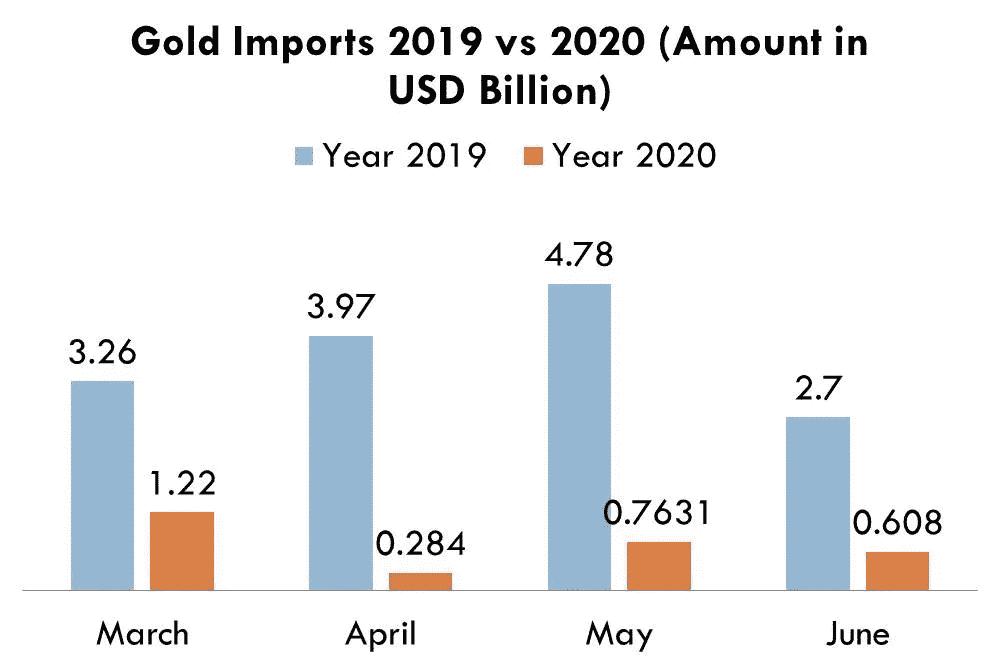 Gold Imports 2019 vs 2020 (Amount in
USD Billion)
Year 2019 Year 2020
4.78
3.97
3.26
2.7
1.22
0.7631
0.284
0.608
March April May June